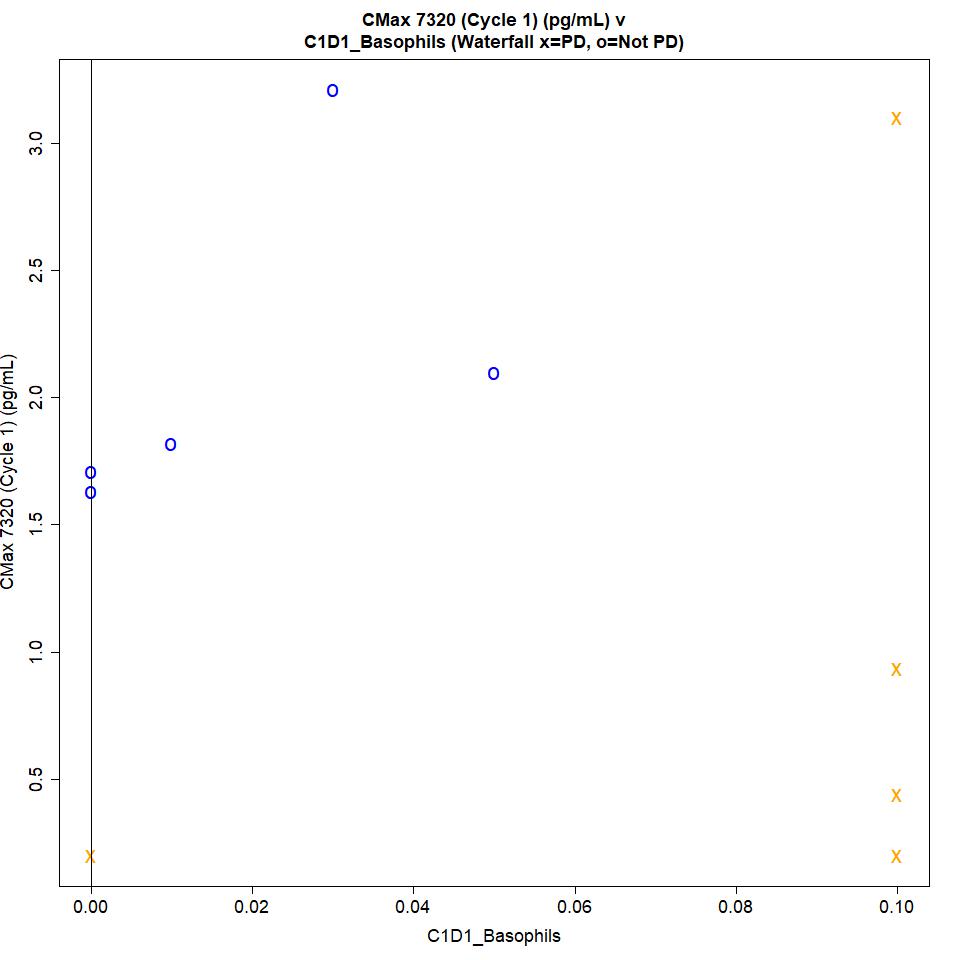 CMax 7320 (Cycle 1) (pg/mL) v
C1D1_Basophils (Waterfall x=PD, o=Not PD)
CMax 7320 (Cycle 1) (pg/mL)
3.0
2.5
2.0
1.5
1.0
0.5
O
X
O
O
O
O
X
X
X
X
0.00 0.02 0.04 0.06 0.08 0.10
C1D1_Basophils